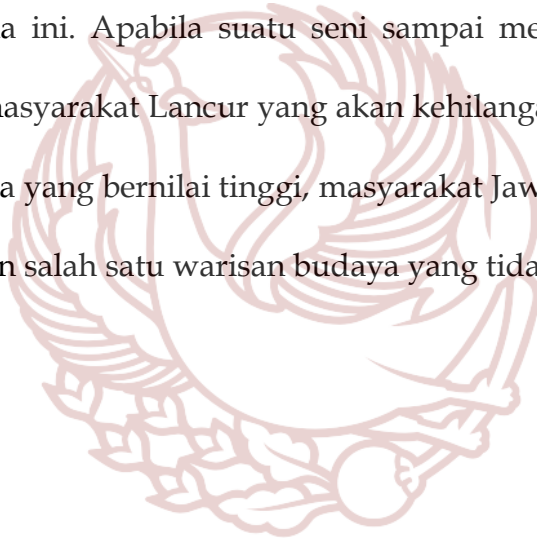 a ini. Apabila suatu seni sampai me
masyarakat Lancur yang akan kehilanga
a yang bernilai tinggi, masyarakat Jaw
n salah satu warisan budaya yang tida